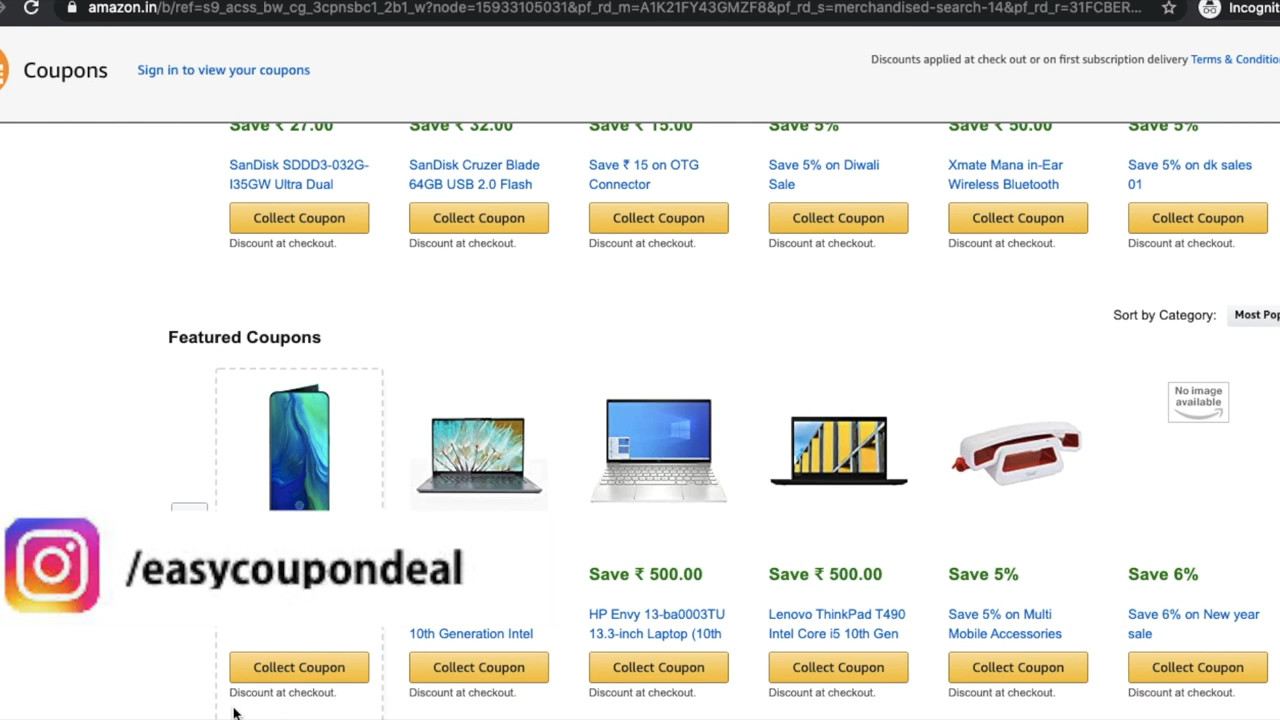 amazon.in/b/ref=s9_acss_bw_cg_3cpnsbc1_2b1_w?node=15933105031&pf_rd_m=A1K21FY43GMZF8&pf_rd_s=merchandised-search-14&pf_rd_r=31FCBER... Incognit
Coupons Sign in to view your coupons Discounts applied at check out or on first subscription delivery Terms & Conditio
Save ₹ 27.00 Save ₹ 32.00 Save ₹ 15.00 Save 5% Save ₹ 50.00 Save 5%
SanDisk SDDD3-032G- SanDisk Cruzer Blade Save ₹ 15 on OTG Save 5% on Diwali Xmate Mana in-Ear Save 5% on dk sales
I35GW Ultra Dual 64GB USB 2.0 Flash Connector Sale Wireless Bluetooth 01
Collect Coupon Collect Coupon Collect Coupon Collect Coupon Collect Coupon Collect Coupon
Discount at checkout. Discount at checkout. Discount at checkout. Discount at checkout. Discount at checkout. Discount at checkout.
Sort by Category: Most Pop
Featured Coupons
No image
available
/easycoupondeal
Save ₹ 500.00 Save ₹ 500.00 Save 5% Save 6%
HP Envy 13-ba0003TU Lenovo ThinkPad T490 Save 5% on Multi Save 6% on New year
10th Generation Intel 13.3-inch Laptop (10th Intel Core i5 10th Gen Mobile Accessories sale
Collect Coupon Collect Coupon Collect Coupon Collect Coupon Collect Coupon Collect Coupon
Discount at checkout. Discount at checkout. Discount at checkout. Discount at checkout. Discount at checkout. Discount at checkout.